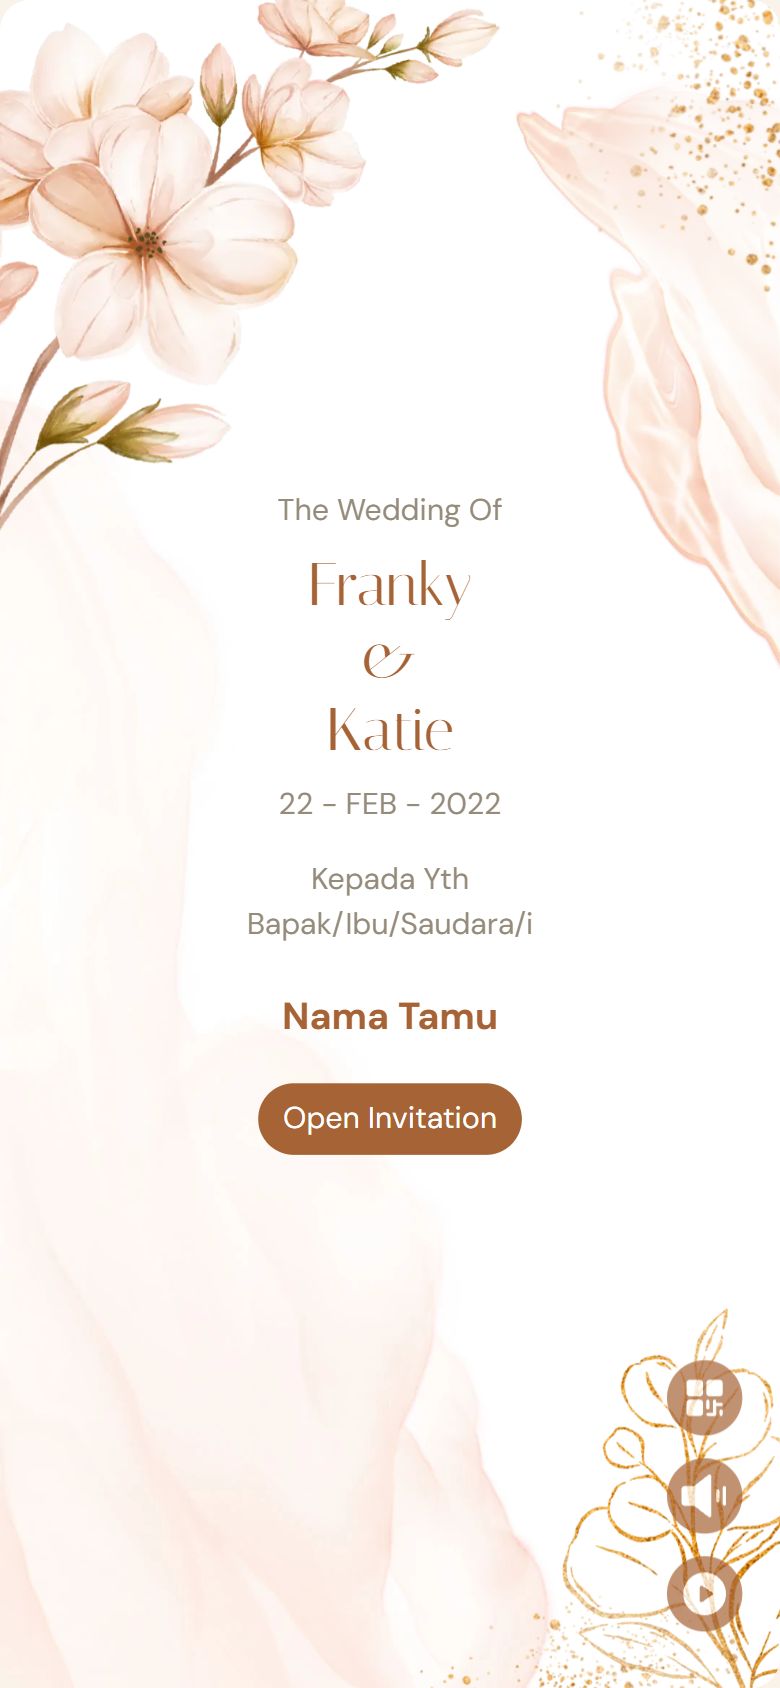 The Wedding Of
Franky
&
Katie
22 - FEB - 2022
Kepada Yth
Bapak/Ibu/Saudara/i
Nama Tamu
Open Invitation